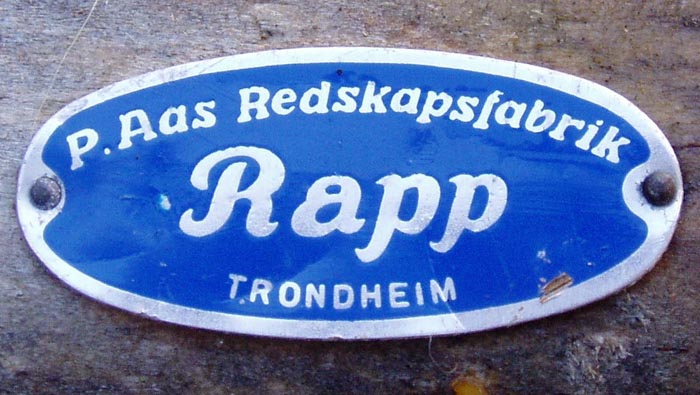 P. Aas Redskapsfabrik
Rapp
TRONDHEIM